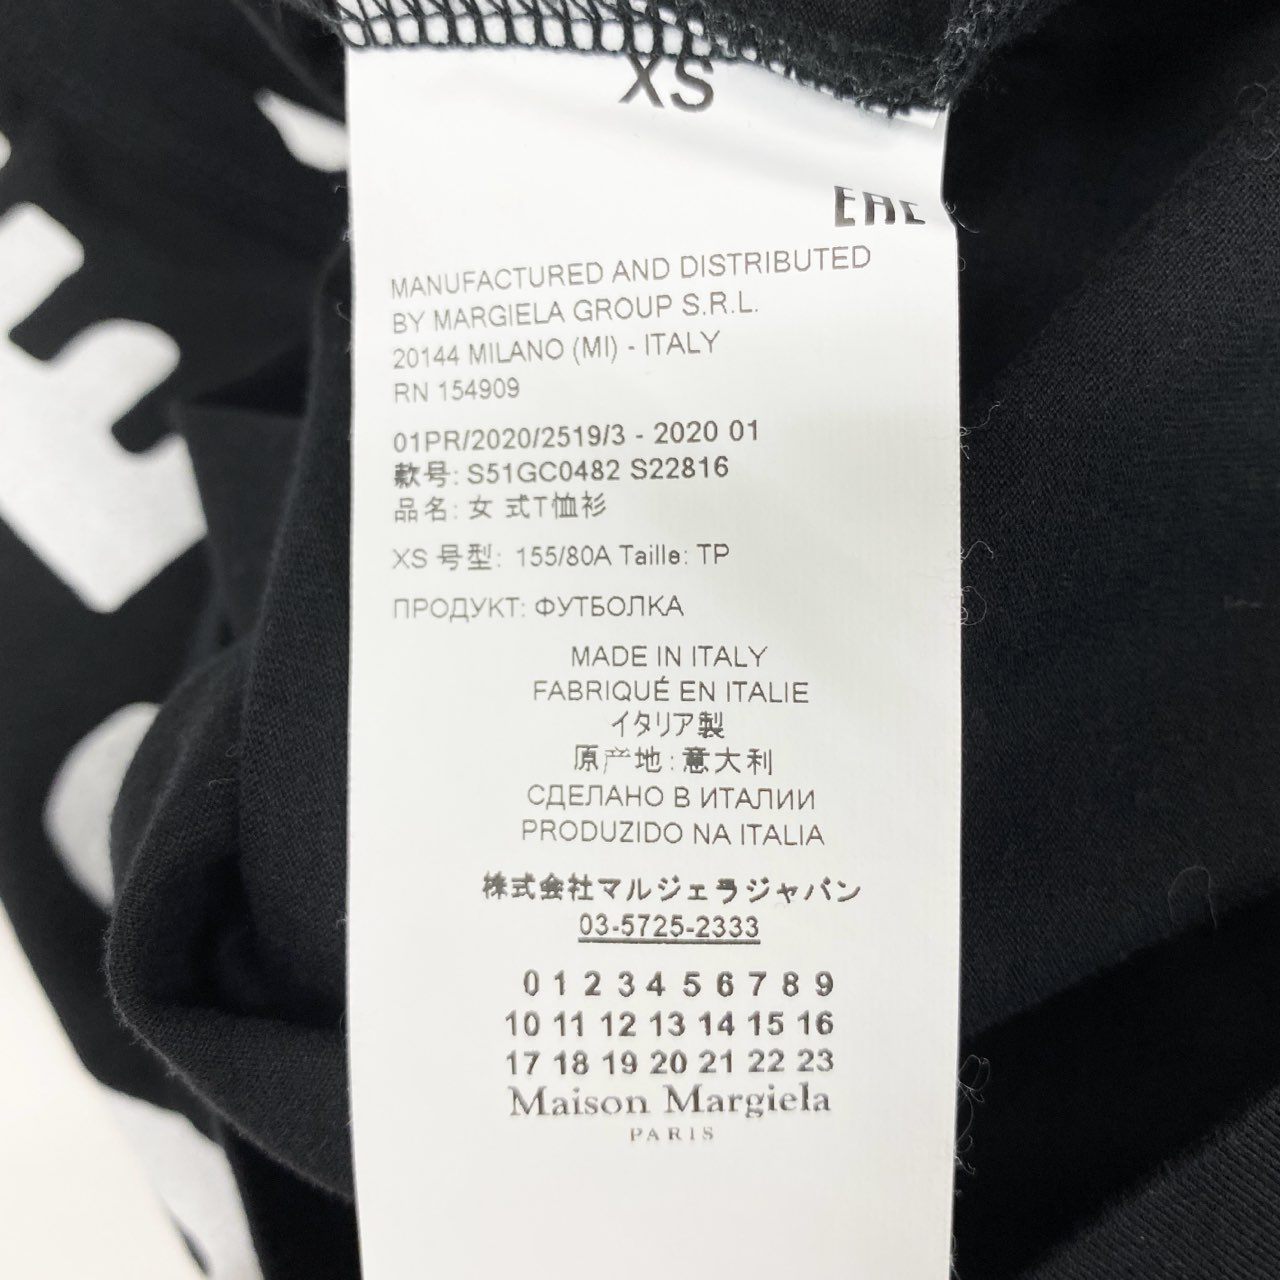 XS
EAC
MANUFACTURED AND DISTRIBUTED
BY MARGIELA GROUP S.R.L.
20144 MILANO (MI) - ITALY
RN 154909
01PR/2020/2519/3 - 2020 01
款号: S51GC0482 S22816
品名: 女 式T恤衫
XS 号型: 155/80A Taille: TP
ПРОДУКТ: ФУТБОЛКА
MADE IN ITALY
FABRIQUÉ EN ITALIE
イタリア製
原产地: 意大利
СДЕЛАНО В ИТАЛИИ
PRODUZIDO NA ITALIA
株式会社マルジェラジャパン
03-5725-2333
0 1 2 3 4 5 6 7 8 9
10 11 12 13 14 15 16
17 18 19 20 21 22 23
Maison Margiela
PARIS